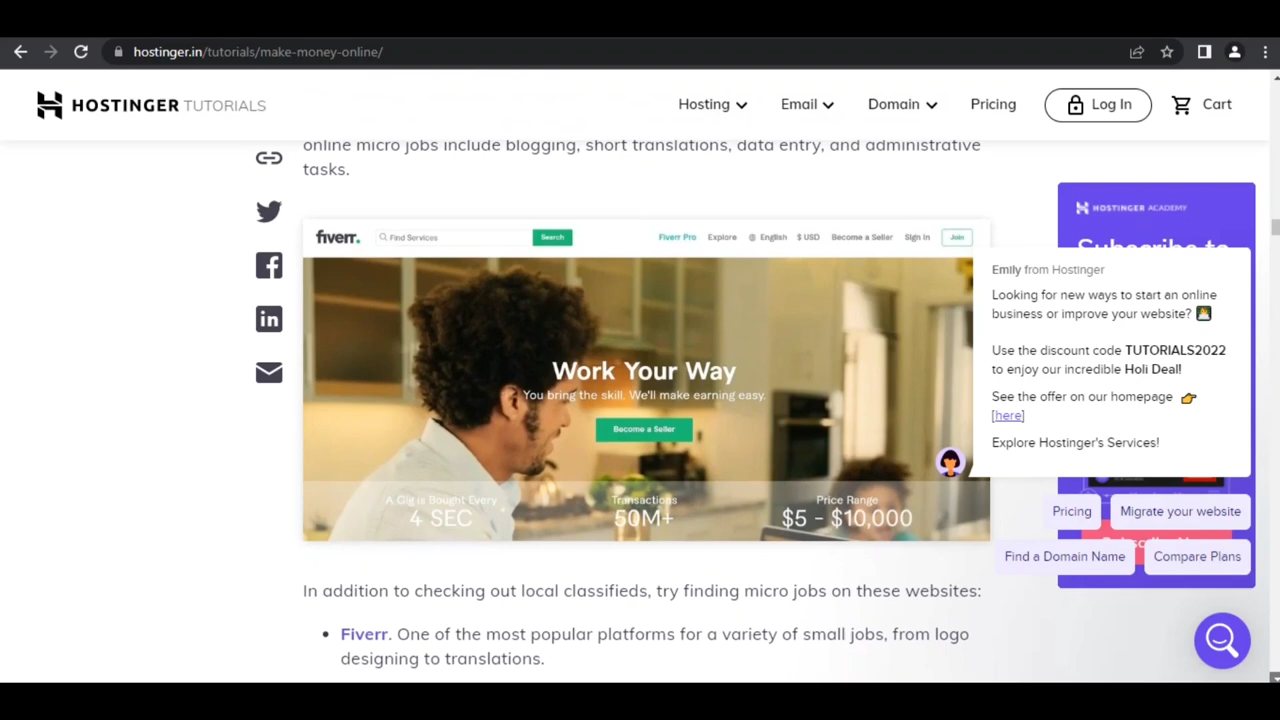 hostinger.in/tutorials/make-money-online/
HOSTINGER TUTORIALS
Hosting
Email
Domain
Pricing
Log In
Cart
online micro jobs include blogging, short translations, data entry, and administrative
tasks.
fiverr.
Find Services
Search
Fiverr Pro
Explore
English
$ USD
Become a Seller
Sign In
Join
Work Your Way
You bring the skill. We'll make earning easy.
Become a Seller
A Gig is Bought Every
4 SEC
Transactions
50M+
Price Range
$5 - $10,000
HOSTINGER ACADEMY
Subscribe to
Emily from Hostinger
Looking for new ways to start an online
business or improve your website?
Use the discount code TUTORIALS2022
to enjoy our incredible Holi Deal!
See the offer on our homepage
[here]
Explore Hostinger's Services!
Pricing
Migrate your website
Find a Domain Name
Compare Plans
In addition to checking out local classifieds, try finding micro jobs on these websites:
• Fiverr. One of the most popular platforms for a variety of small jobs, from logo
designing to translations.